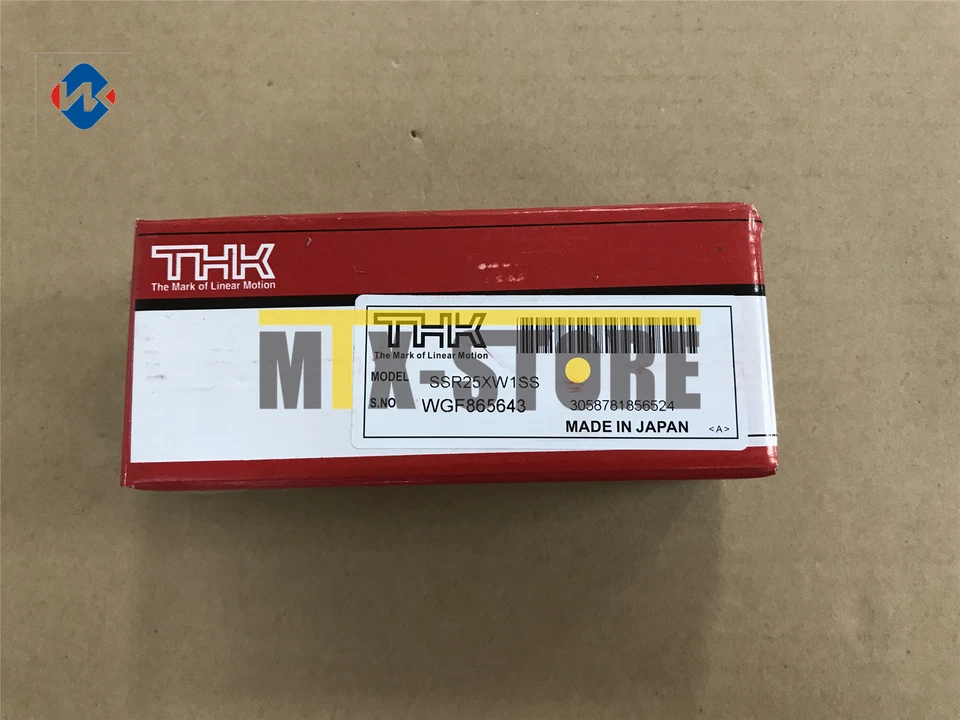 THK
The Mark of Linear Motion
THK
The Mark of Linear Motion
MTX-STORE
MODEL SSR25XW1SS
S.NO WGF865643 3058781856524
MADE IN JAPAN <A>